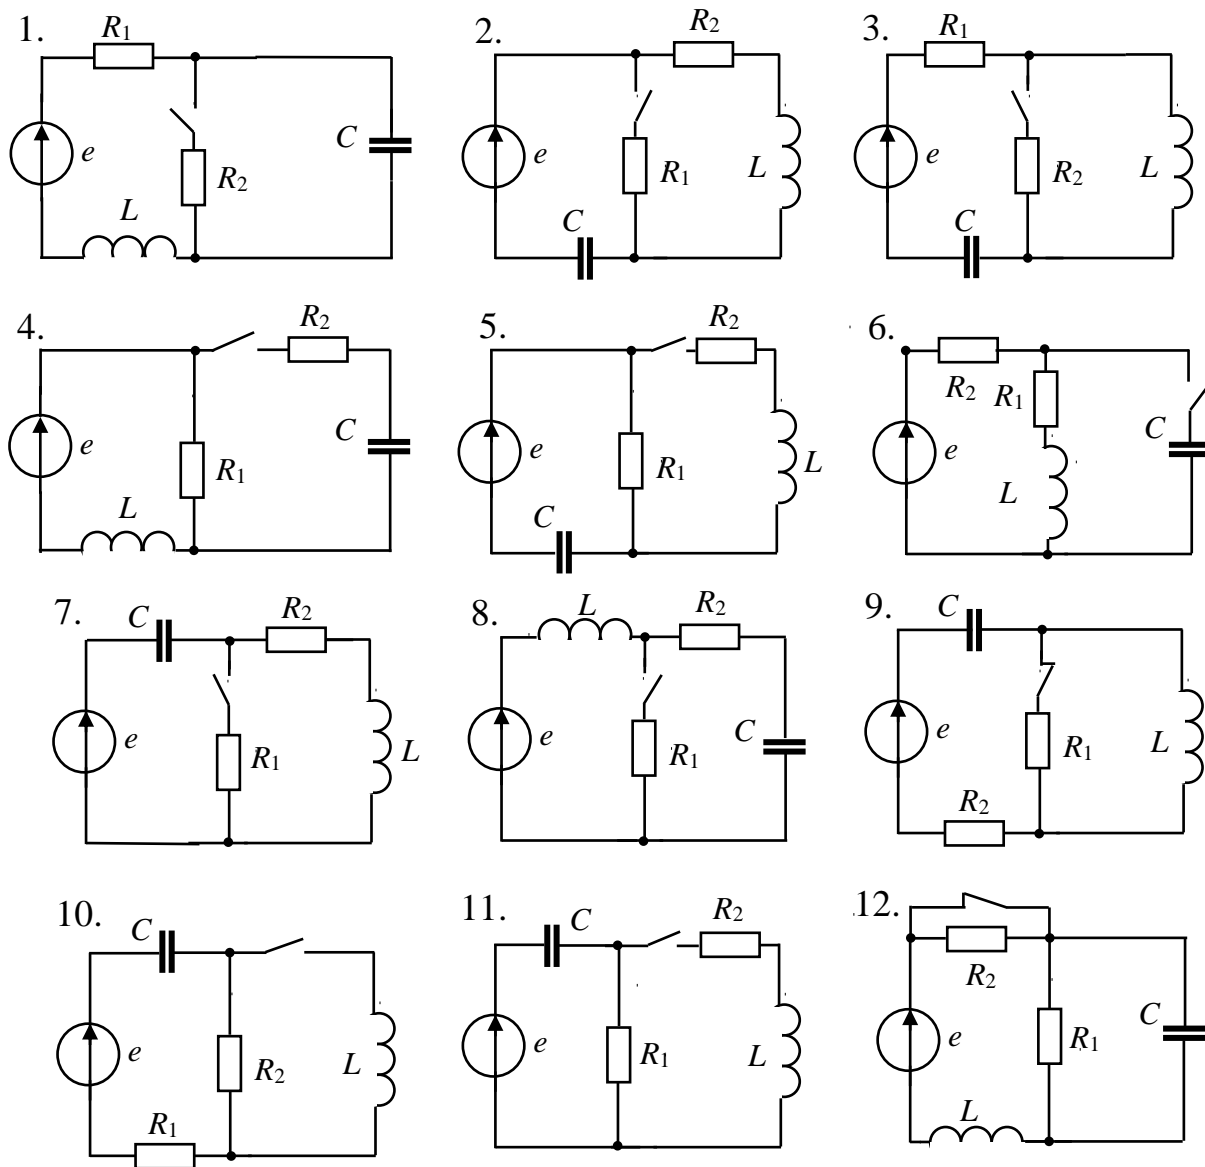 1. R1 e R2 C L
2. R2 e R1 L C
3. R1 e R2 L C
4. R2 e R1 C L
5. R2 e R1 L C
6. R2 R1 e L C
7. C R2 e R1 L
8. L R2 e R1 C
9. C e R1 L R2
10. C e R2 L R1
11. C R2 e R1 L
12. R2 e R1 C L